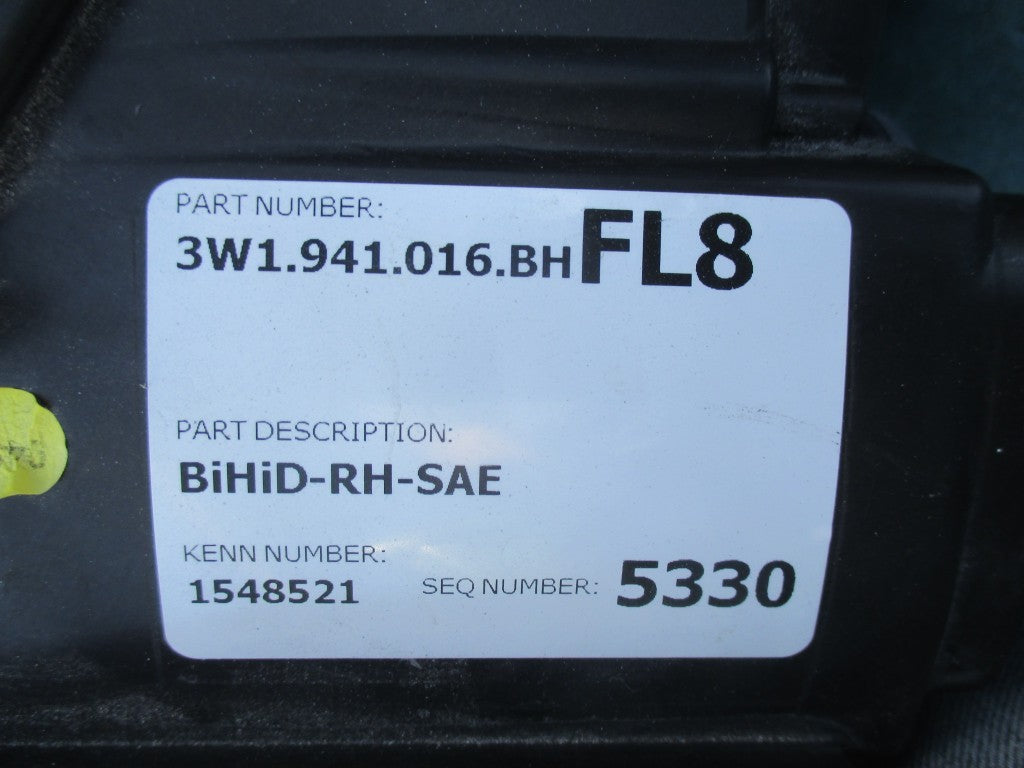 PART NUMBER:
3W1.941.016.BH FL8
PART DESCRIPTION:
BiHiD-RH-SAE
KENN NUMBER:
1548521
SEQ NUMBER: 5330